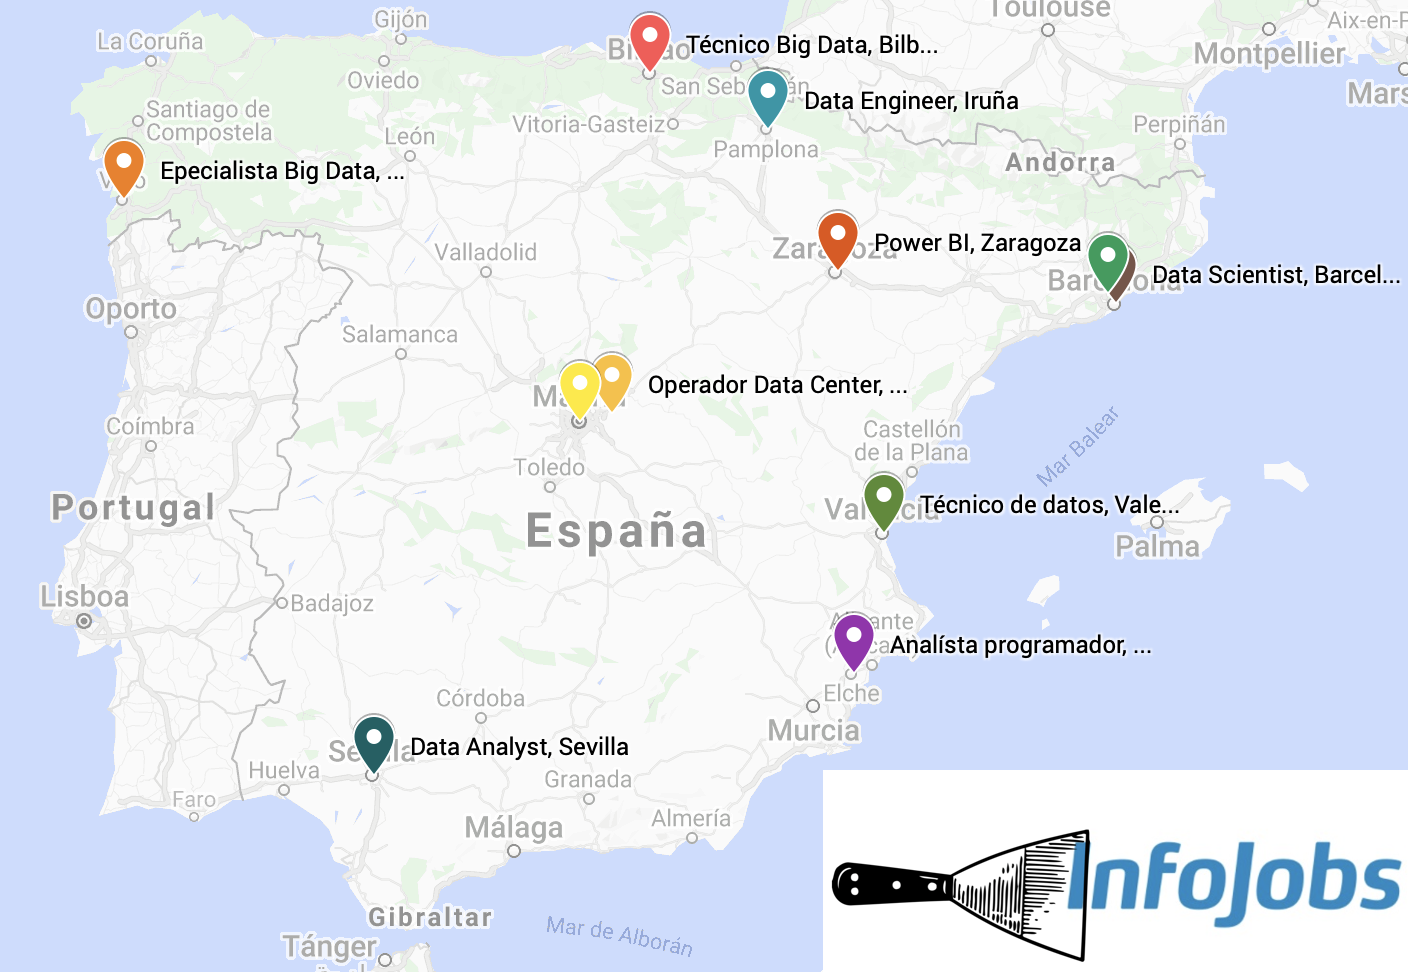 Toulouse
Gijón
Aix-en-P
La Coruña
Técnico Big Data, Bilb...
Montpellier
Oviedo
San Seb
Mars
Data Engineer, Iruña
Santiago de
Compostela
Vitoria-Gasteiz
León
Pamplona
Perpiñán
Andorra
Epecialista Big Data, ...
Valladolid
Power BI, Zaragoza
Data Scientist, Barcel...
Oporto
Salamanca
Operador Data Center, ...
Coímbra
Castellón
de la Plana
Mar Balear
Toledo
Portugal
España
Técnico de datos, Vale...
Palma
Lisboa
Badajoz
Analísta programador, ...
Elche
Córdoba
Murcia
Data Analyst, Sevilla
Huelva
Granada
Faro
Málaga
Almería
InfoJobs
Gibraltar
Mar de Alborán
Tánger